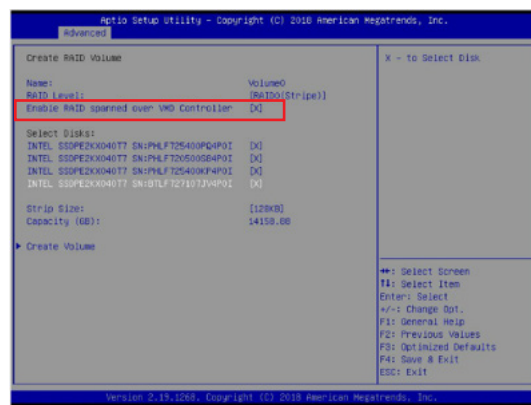 Aptio Setup Utility – Copyright (C) 2018 American Megatrends, Inc.
Advanced
Create RAID Volume
X – to Select Disk
Name: Volume0
RAID Level: [RAID0(Stripe)]
Enable RAID spanned over VMD Controller [X]
Select Disks:
INTEL SSDPE2KX040T7 SN:PHLF725400PQ4P0I [X]
INTEL SSDPE2KX040T7 SN:PHLF720500G84P0I [X]
INTEL SSDPE2KX040T7 SN:PHLF725400KP4P0I [X]
INTEL SSDPE2KX040T7 SN:BTLF727107JV4P0I [X]
Strip Size: [128KB]
Capacity (GB): 14158.08
Create Volume
: Select Screen
: Select Item
Enter: Select
+/-: Change Opt.
F1: General Help
F2: Previous Values
F3: Optimized Defaults
F4: Save & Exit
ESC: Exit
Version 2.19.1268. Copyright (C) 2018 American Megatrends, Inc.